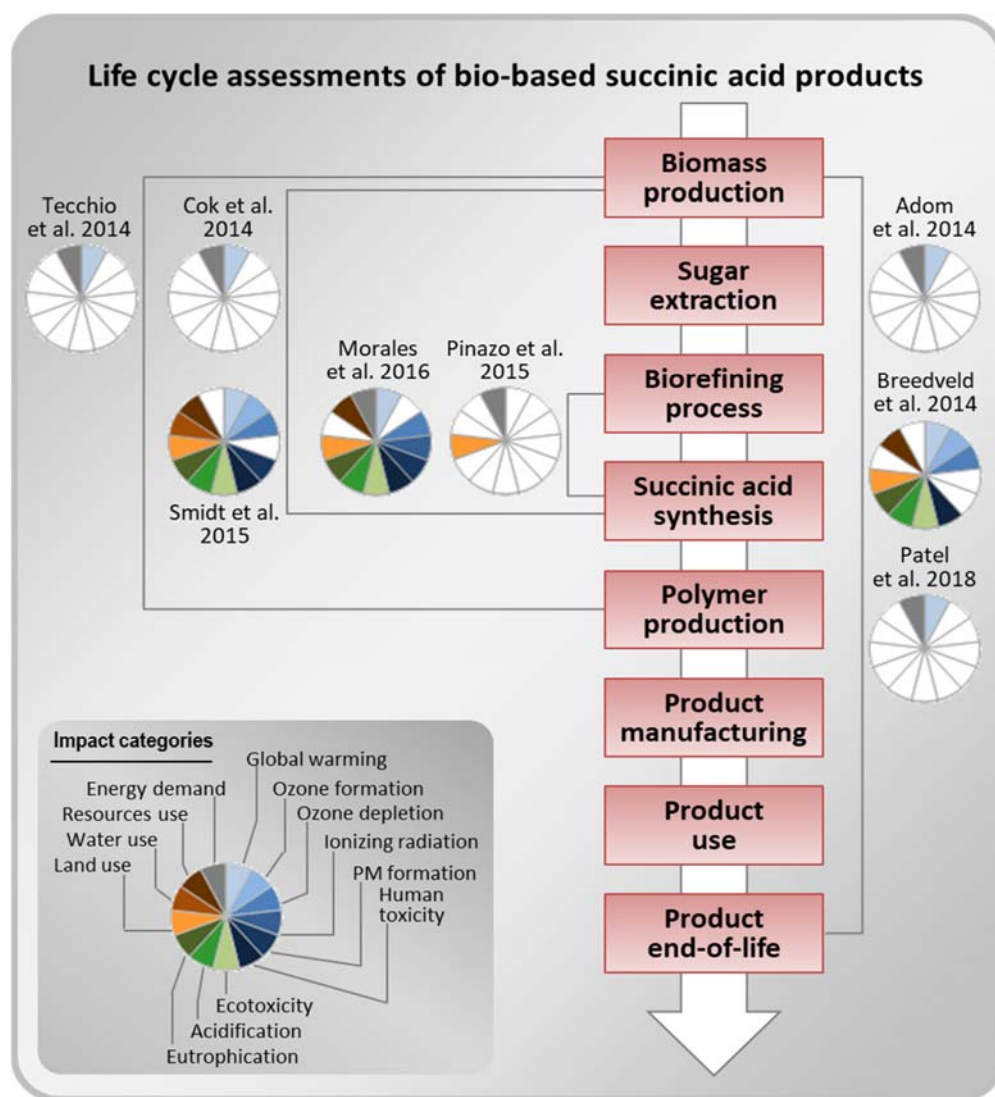 Life cycle assessments of bio-based succinic acid products
Biomass
production
Tecchio
et al. 2014
Cok et al.
2014
Adom
et al. 2014
Sugar
extraction
Morales
et al. 2016
Pinazo et al.
2015
Biorefining
process
Breedveld
et al. 2014
Smidt et al.
2015
Succinic acid
synthesis
Polymer
production
Patel
et al. 2018
Product
manufacturing
Product
use
Product
end-of-life
Impact categories
Global warming
Energy demand
Ozone formation
Resources use
Ozone depletion
Water use
Ionizing radiation
Land use
PM formation
Human
toxicity
Ecotoxicity
Acidification
Eutrophication